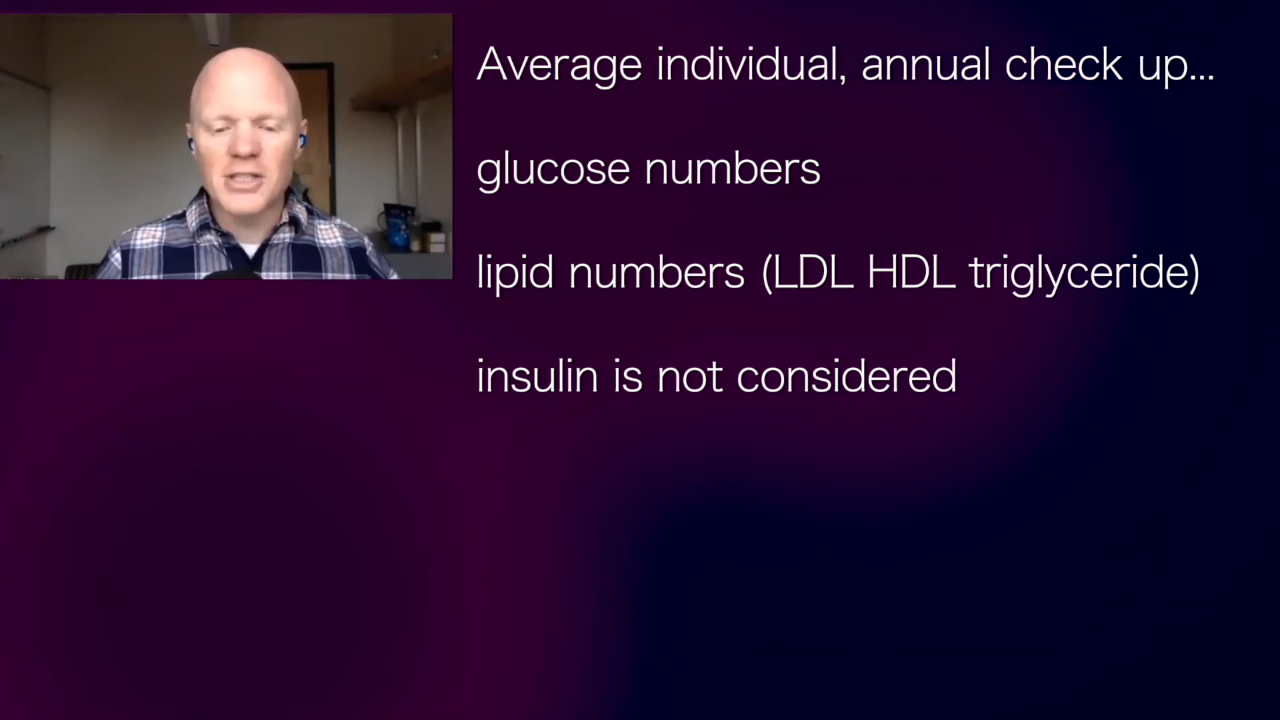 Average individual, annual check up...
glucose numbers
lipid numbers (LDL HDL triglyceride)
insulin is not considered